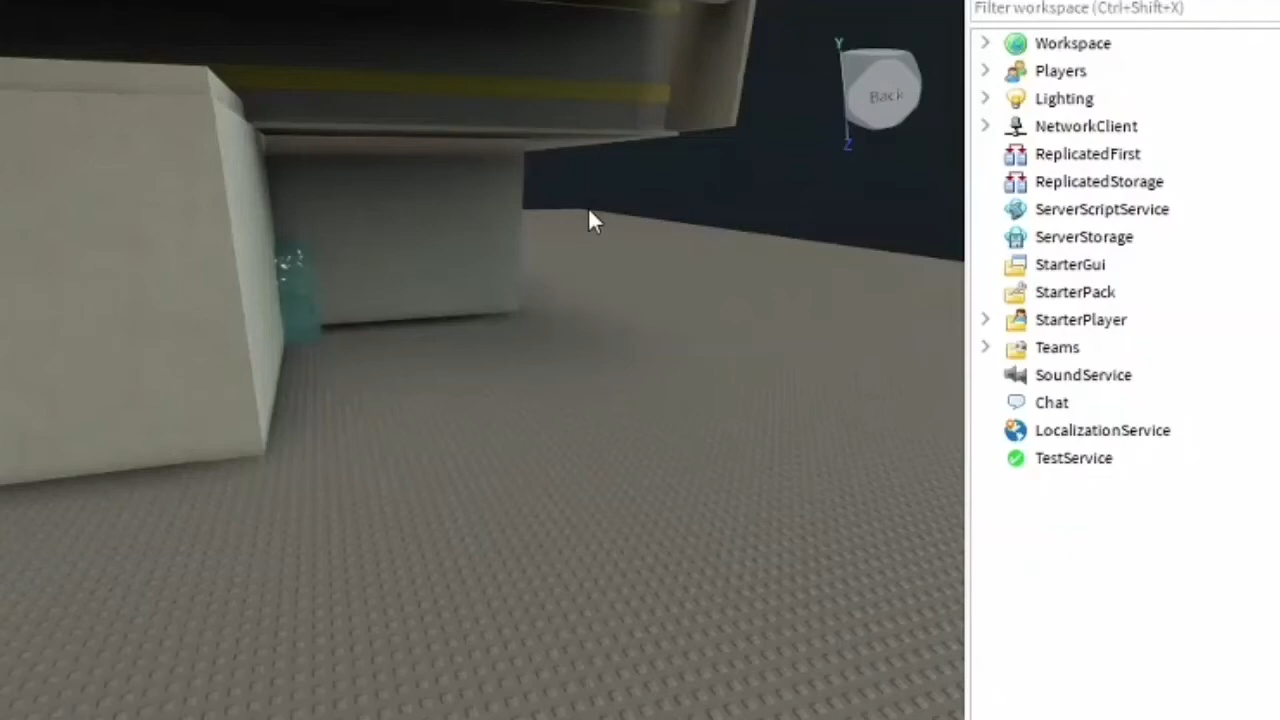 Filter workspace (Ctrl+Shift+X)
Workspace
Players
Lighting
NetworkClient
ReplicatedFirst
ReplicatedStorage
ServerScriptService
ServerStorage
StarterGui
StarterPack
StarterPlayer
Teams
SoundService
Chat
LocalizationService
TestService
Y
Back
Z